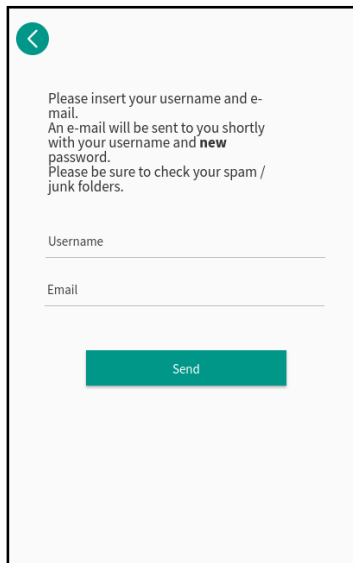 Please insert your username and e-
mail.
An e-mail will be sent to you shortly
with your username and new
password.
Please be sure to check your spam /
junk folders.
Username
Email
Send